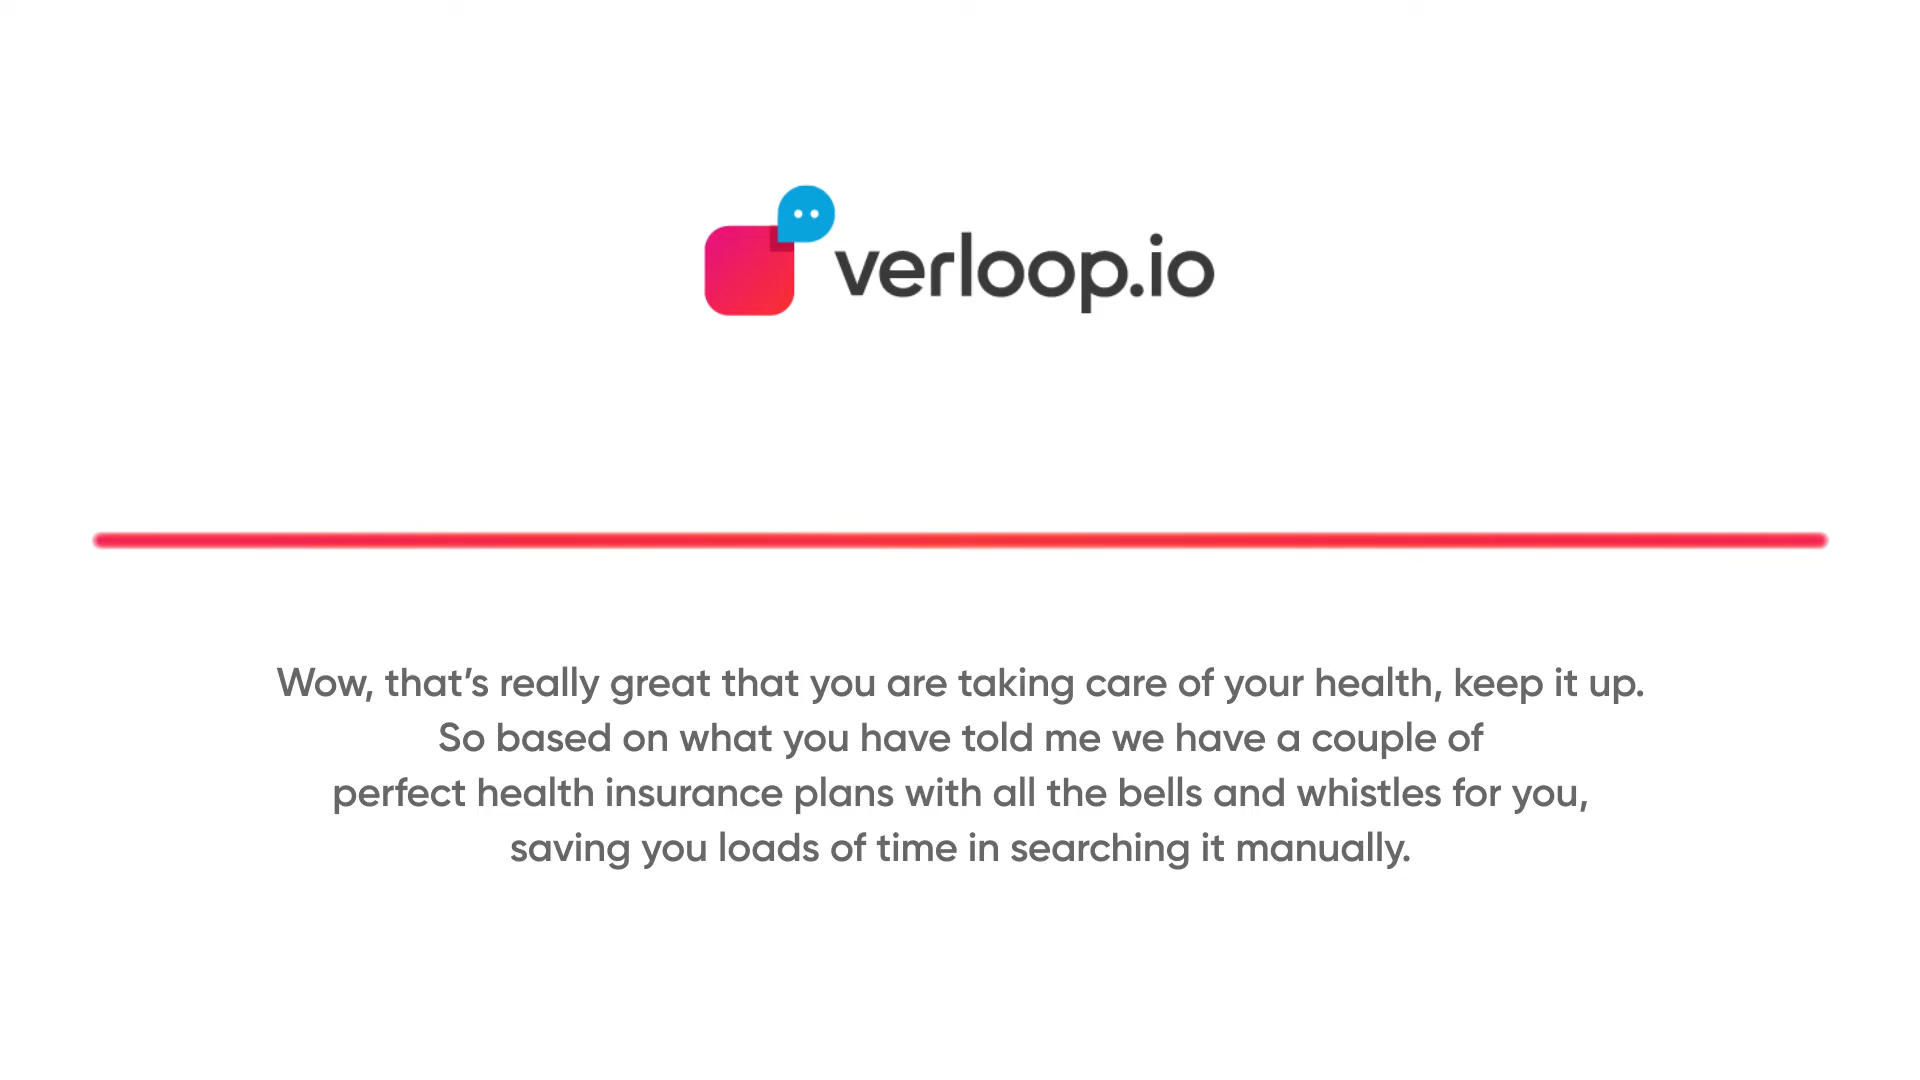 verloop.io
Wow, that’s really great that you are taking care of your health, keep it up.
So based on what you have told me we have a couple of
perfect health insurance plans with all the bells and whistles for you,
saving you loads of time in searching it manually.